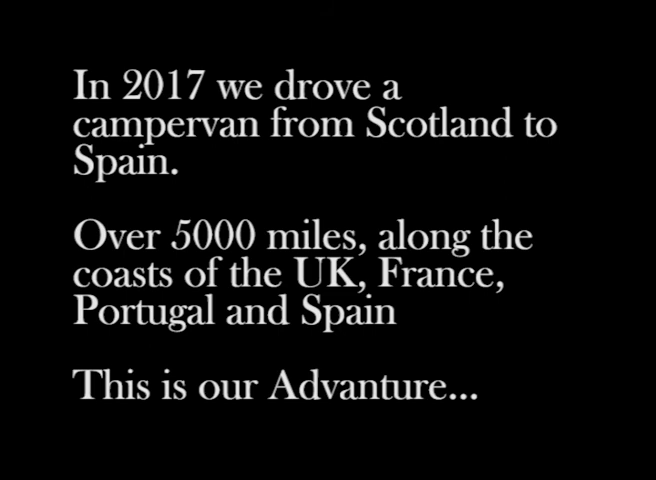 In 2017 we drove a
campervan from Scotland to
Spain.
Over 5000 miles, along the
coasts of the UK, France,
Portugal and Spain
This is our Advanture...